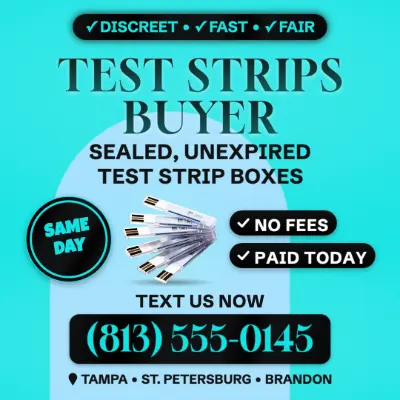 ✓DISCREET • ✓FAST • ✓FAIR
TEST STRIPS
BUYER
SEALED, UNEXPIRED
TEST STRIP BOXES
SAME
DAY
✓ NO FEES
✓ PAID TODAY
TEXT US NOW
(813) 555-0145
TAMPA • ST. PETERSBURG • BRANDON